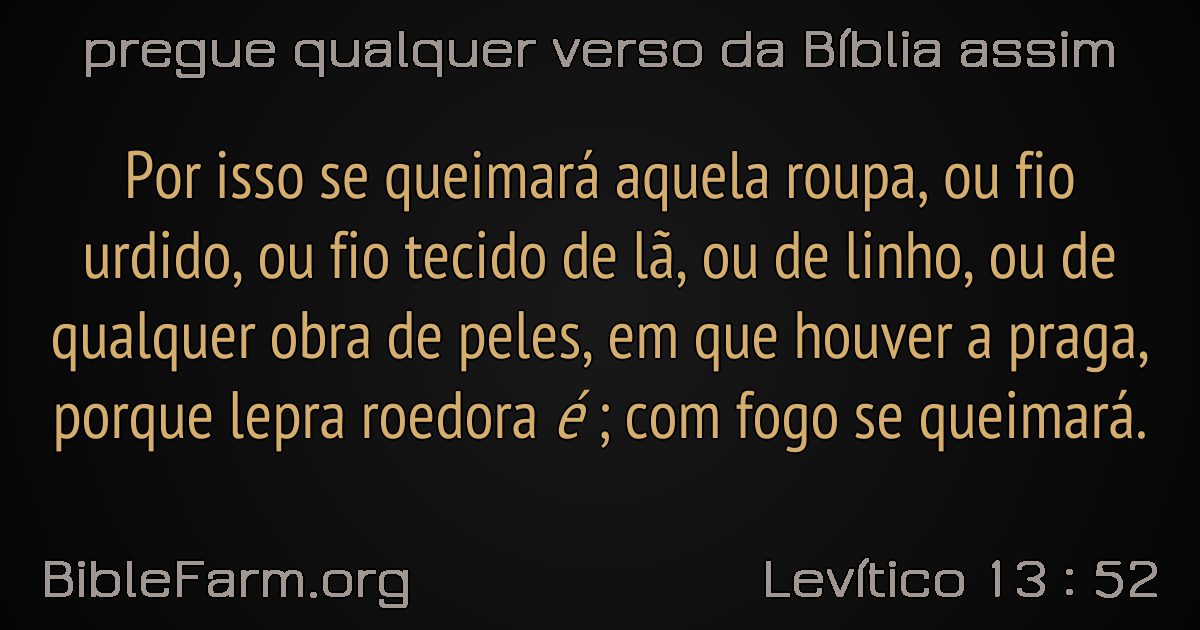 pregue qualquer verso da Bíblia assim
Por isso se queimará aquela roupa, ou fio
urdido, ou fio tecido de lã, ou de linho, ou de
qualquer obra de peles, em que houver a praga,
porque lepra roedora é ; com fogo se queimará.
BibleFarm.org
Levítico 13 : 52